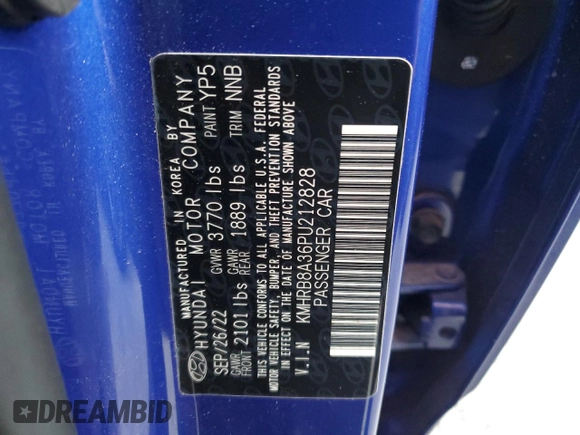 MANUFACTURED IN KOREA BY
HYUNDAI MOTOR COMPANY
SEP/26/22 GVWR 3770 lbs PAINT YP5
GAWR FRONT 2101 lbs GAWR REAR 1889 lbs TRIM NNB
THIS VEHICLE CONFORMS TO ALL APPLICABLE U.S.A. FEDERAL
MOTOR VEHICLE SAFETY, BUMPER, AND THEFT PREVENTION STANDARDS
IN EFFECT ON THE DATE OF MANUFACTURE SHOWN ABOVE
V.I.N KMHRB8A36PU212828
PASSENGER CAR
DREAMBID